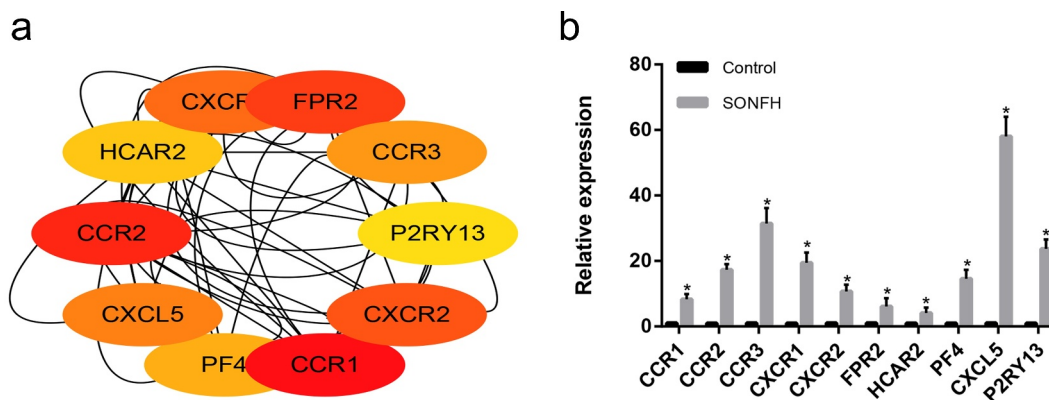 a
CXCR
FPR2
HCAR2
CCR3
CCR2
P2RY13
CXCL5
CXCR2
PF4
CCR1
b
Control
SONFH
Relative expression
80
60
40
20
0
* * * * * * * * * *
CCR1 CCR2 CCR3 CXCR1 CXCR2 FPR2 HCAR2 PF4 CXCL5 P2RY13